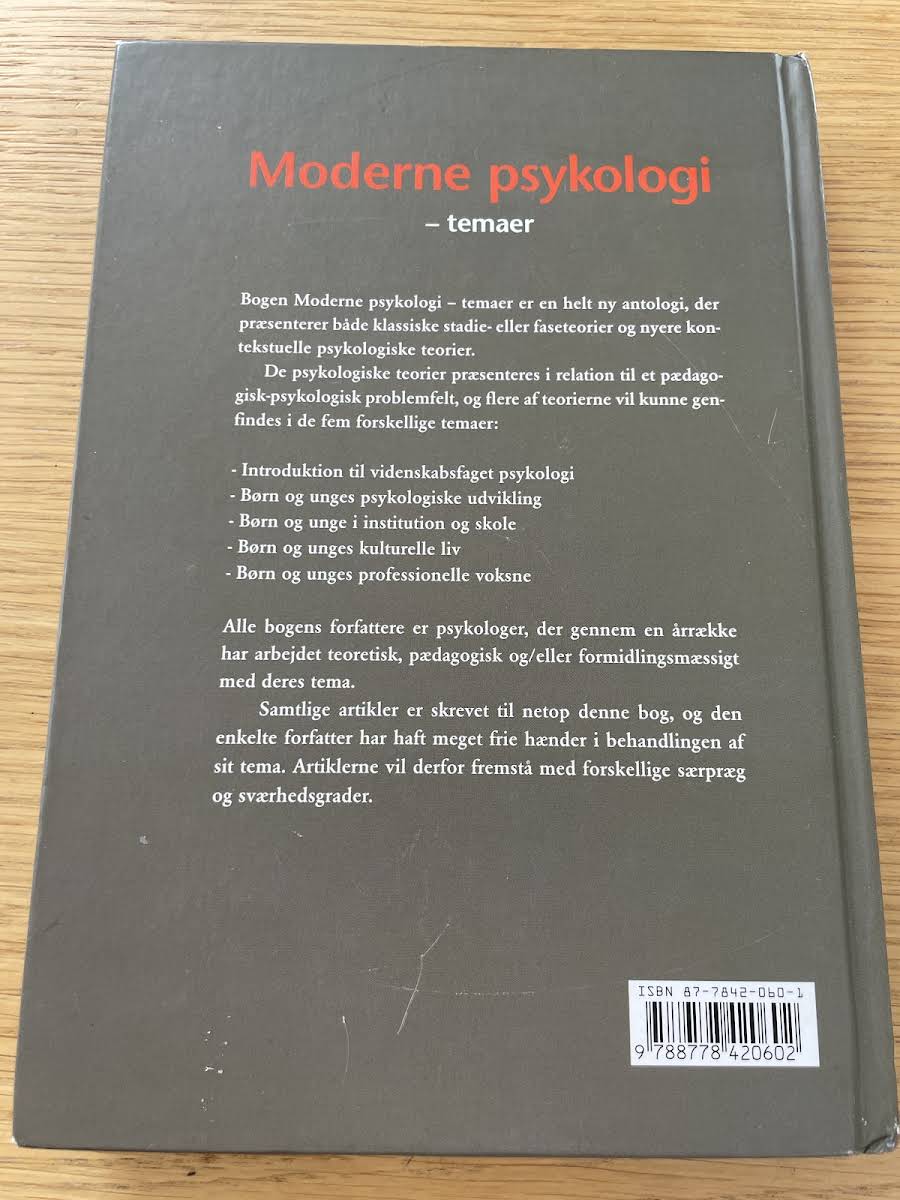 Moderne psykologi
– temaer
Bogen Moderne psykologi – temaer er en helt ny antologi, der
præsenterer både klassiske stadie- eller faseteorier og nyere kon-
tekstuelle psykologiske teorier.
De psykologiske teorier præsenteres i relation til et pædago-
gisk-psykologisk problemfelt, og flere af teorierne vil kunne gen-
findes i de fem forskellige temaer:
- Introduktion til videnskabsfaget psykologi
- Børn og unges psykologiske udvikling
- Børn og unge i institution og skole
- Børn og unges kulturelle liv
- Børn og unges professionelle voksne
Alle bogens forfattere er psykologer, der gennem en årrække
har arbejdet teoretisk, pædagogisk og/eller formidlingsmæssigt
med deres tema.
Samtlige artikler er skrevet til netop denne bog, og den
enkelte forfatter har haft meget frie hænder i behandlingen af
sit tema. Artiklerne vil derfor fremstå med forskellige særpræg
og sværhedsgrader.
ISBN 87-7842-060-1
9 788778 420602